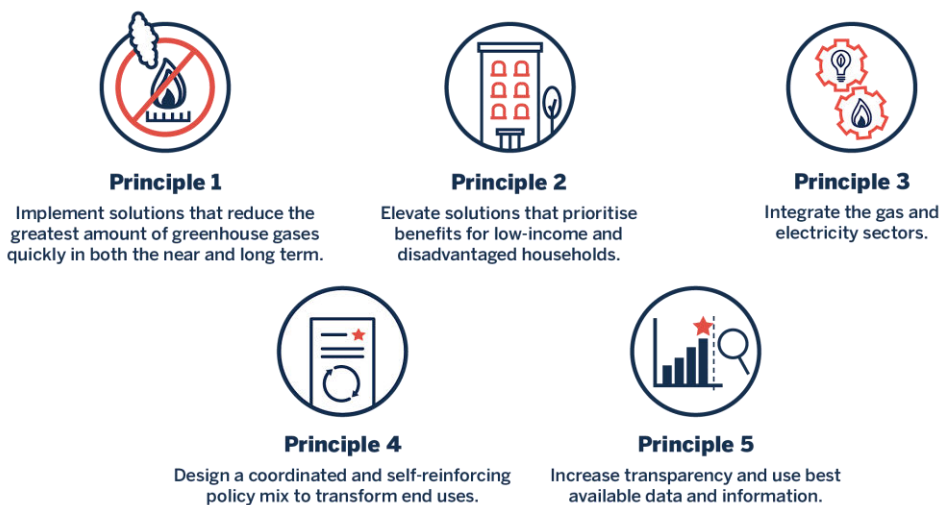 Principle 1
Implement solutions that reduce the
greatest amount of greenhouse gases
quickly in both the near and long term.
Principle 2
Elevate solutions that prioritise
benefits for low-income and
disadvantaged households.
Principle 3
Integrate the gas and
electricity sectors.
Principle 4
Design a coordinated and self-reinforcing
policy mix to transform end uses.
Principle 5
Increase transparency and use best
available data and information.